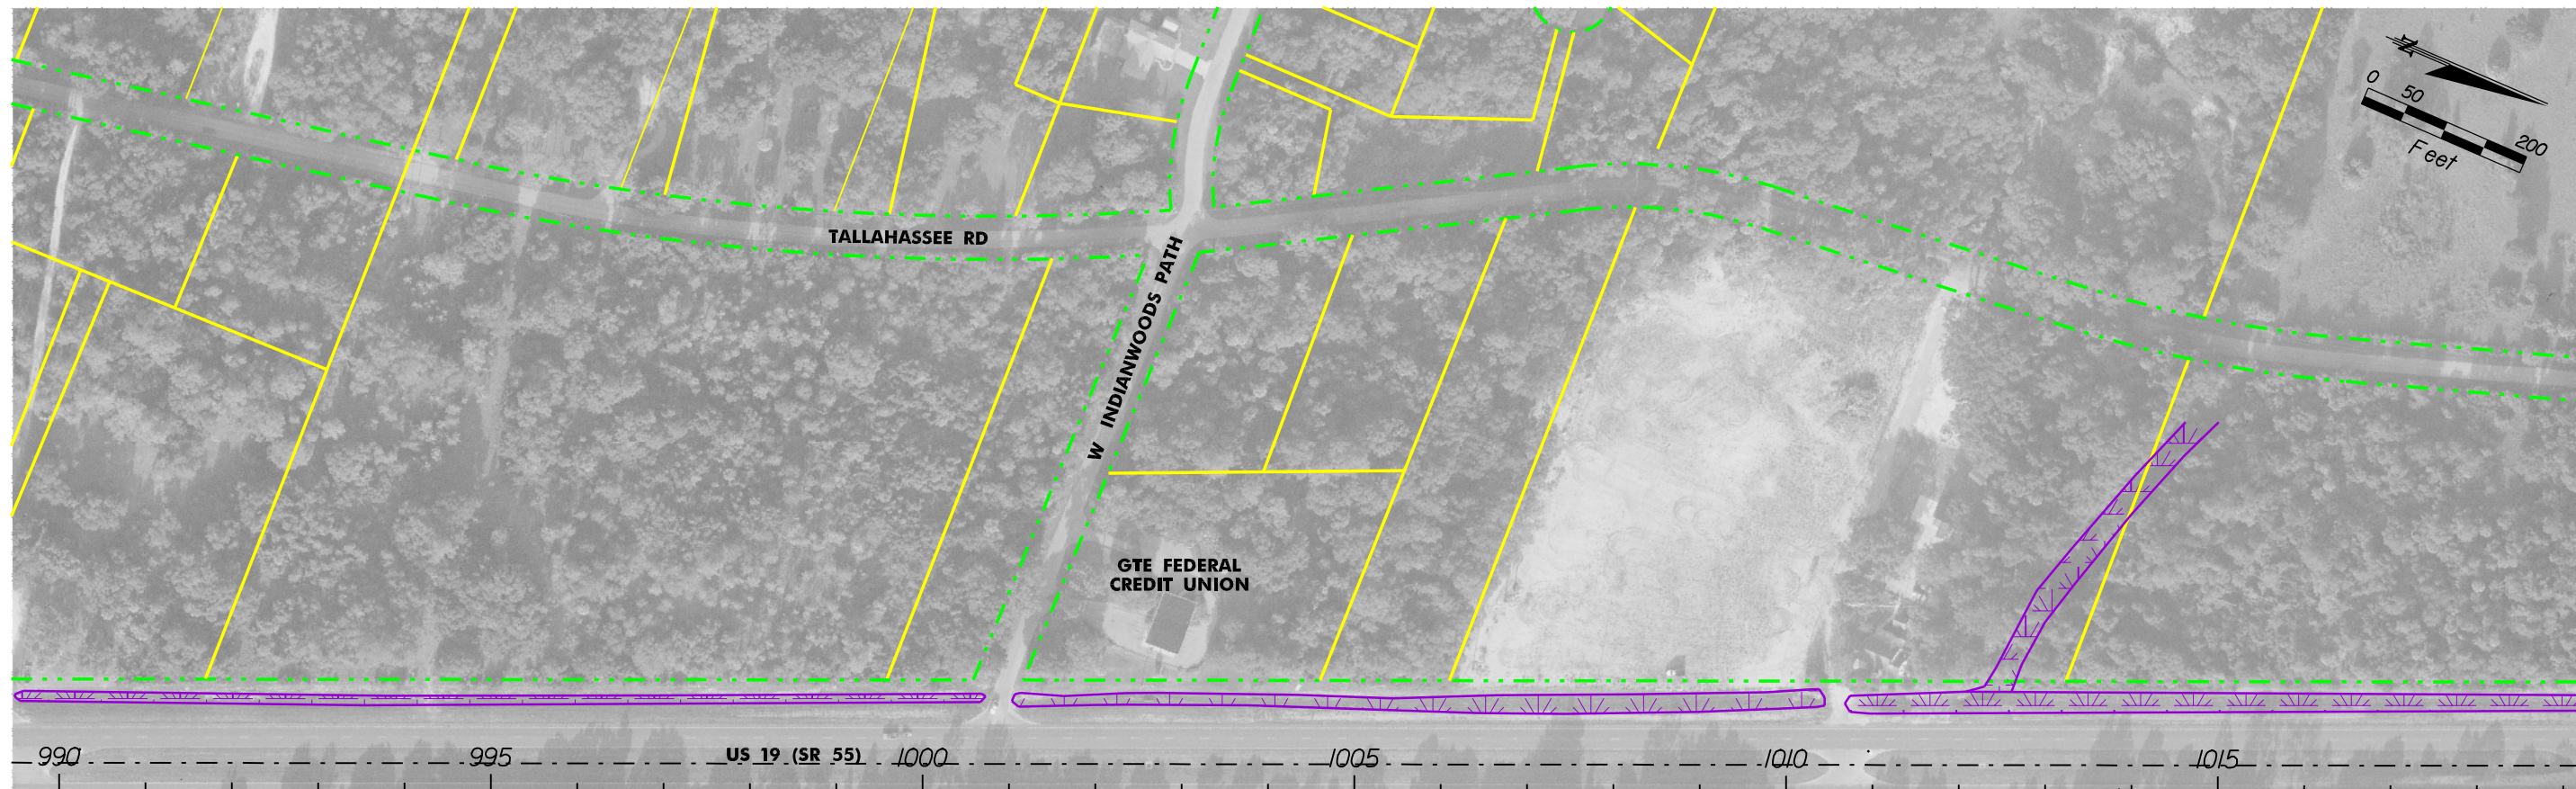 N
0
50
200
Feet
TALLAHASSEE RD
W INDIANWOODS PATH
GTE FEDERAL
CREDIT UNION
990
995
US 19 (SR 55)
1000
1005
1010
1015